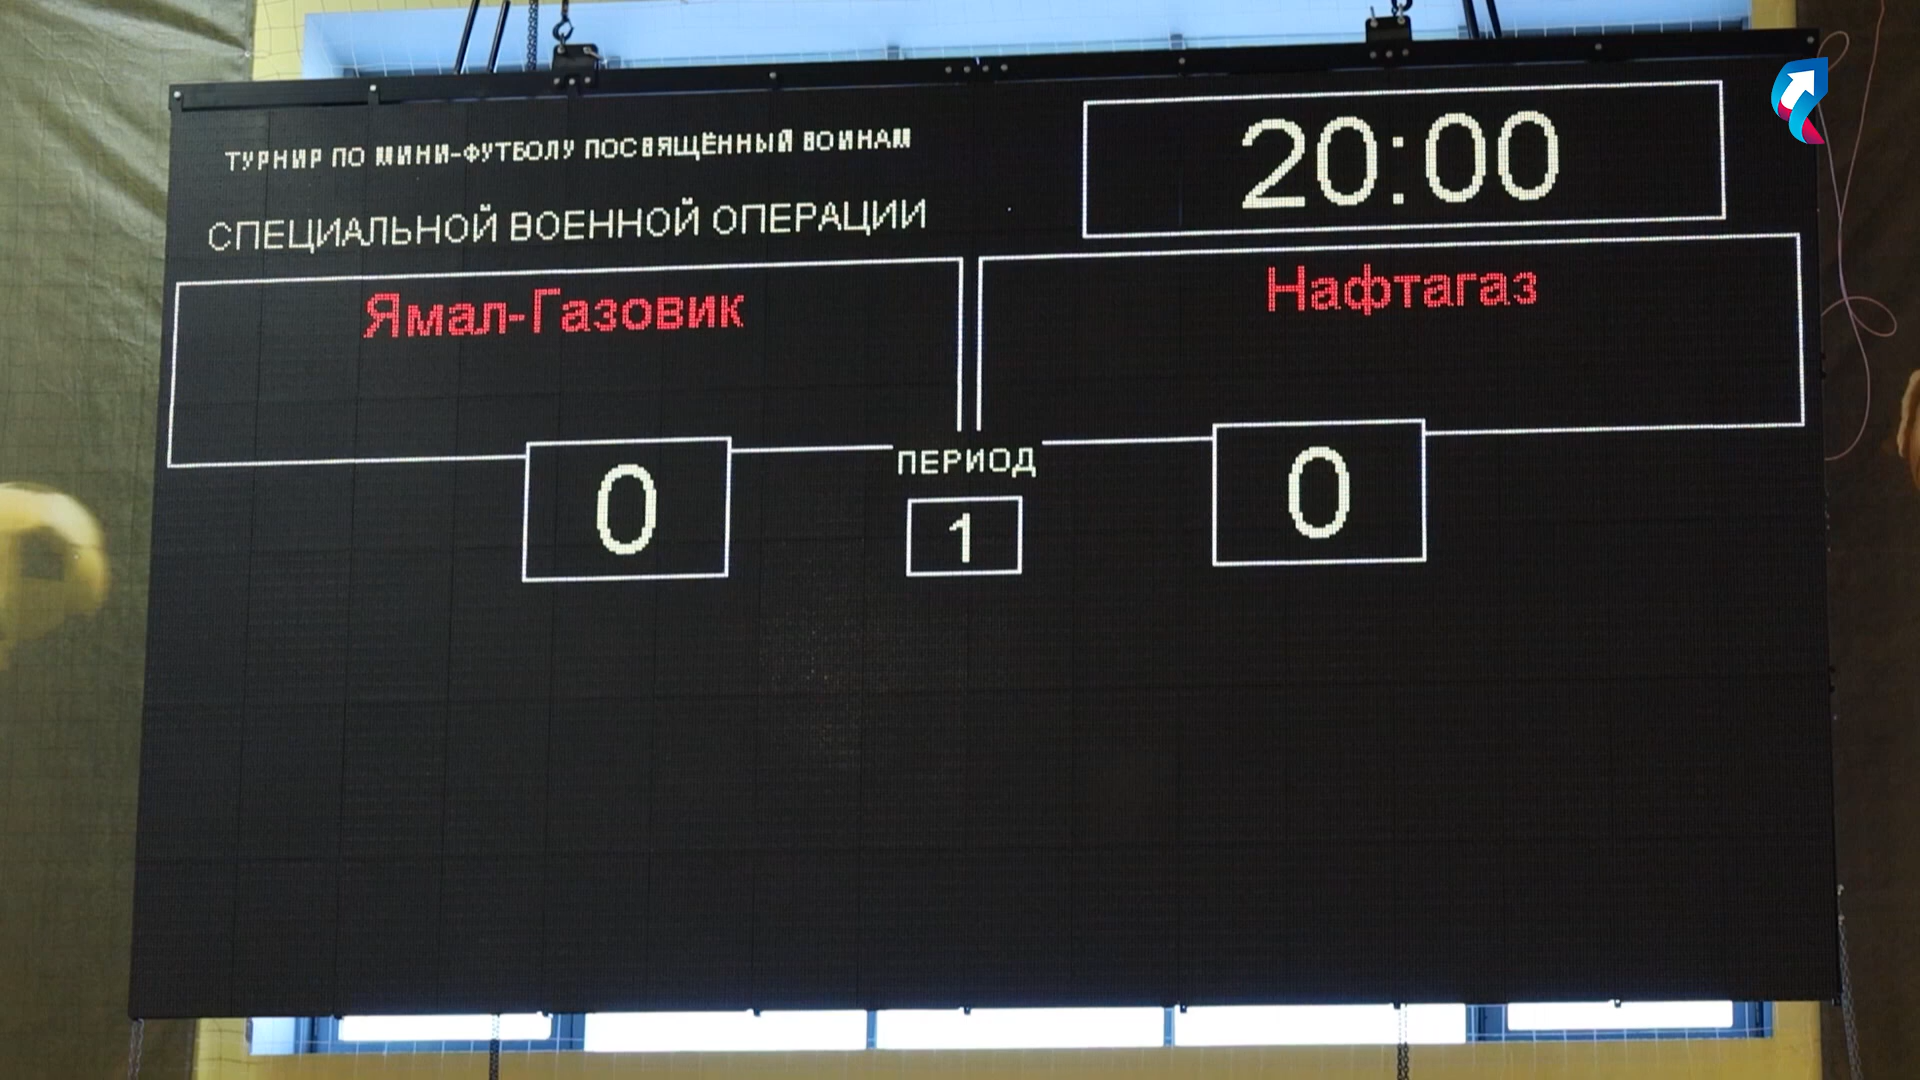 ТУРНИР ПО МИНИ-ФУТБОЛУ ПОСВЯЩЁННЫЙ ВОИНАМ
СПЕЦИАЛЬНОЙ ВОЕННОЙ ОПЕРАЦИИ
20:00
Ямал-Газовик
Нафтагаз
ПЕРИОД
0
1
0